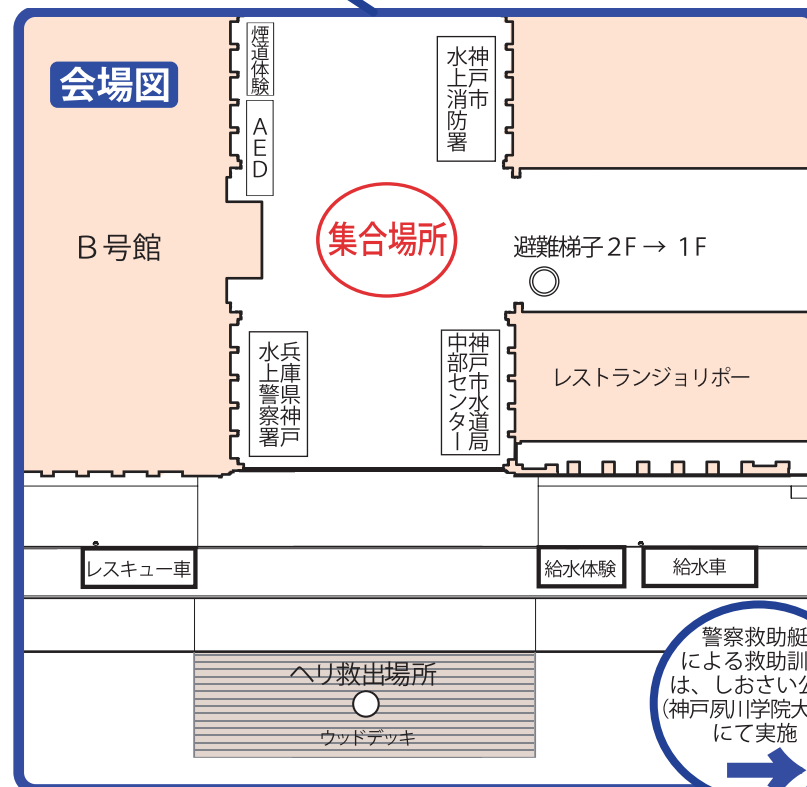 会場図
煙道体験
AED
神戸市
水上消防署
集合場所
B号館
避難梯子2F → 1F
兵庫県神戸
水上警察署
神戸市水道局
中部センター
レストランジョリポー
レスキュー車
給水体験
給水車
ヘリ救出場所
ウッドデッキ
警察救助艇
による救助訓
は、しおさい公
(神戸夙川学院大
にて実施